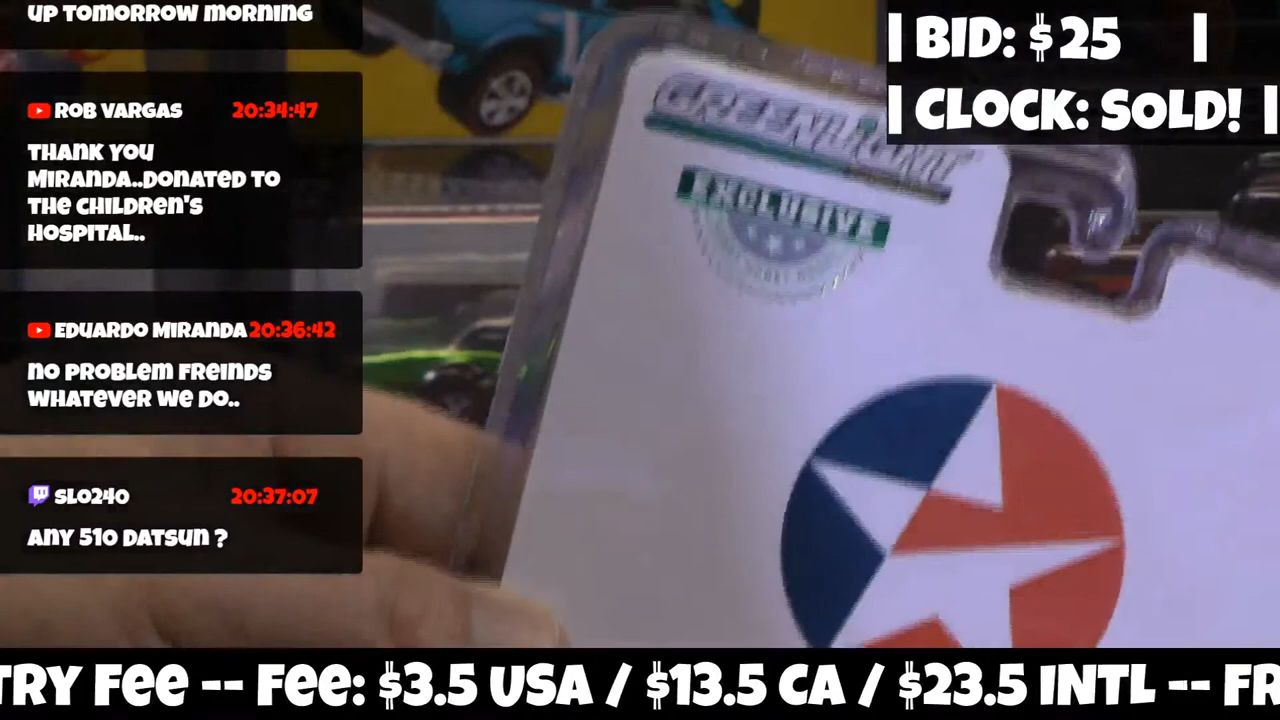 UP TOMORROW MORNING
ROB VARGAS 20:34:47
THANK YOU
MIRANDA..DONATED TO
THE CHILDREN'S
HOSPITAL..
EDUARDO MIRANDA 20:36:42
NO PROBLEM FREINDS
WHATEVER WE DO..
SLO240 20:37:07
ANY 510 DATSUN ?
| BID: $25 |
| CLOCK: SOLD! |
GREENLIGHT
EXCLUSIVE
TRY Fee -- Fee: $3.5 USA / $13.5 CA / $23.5 INTL -- FR